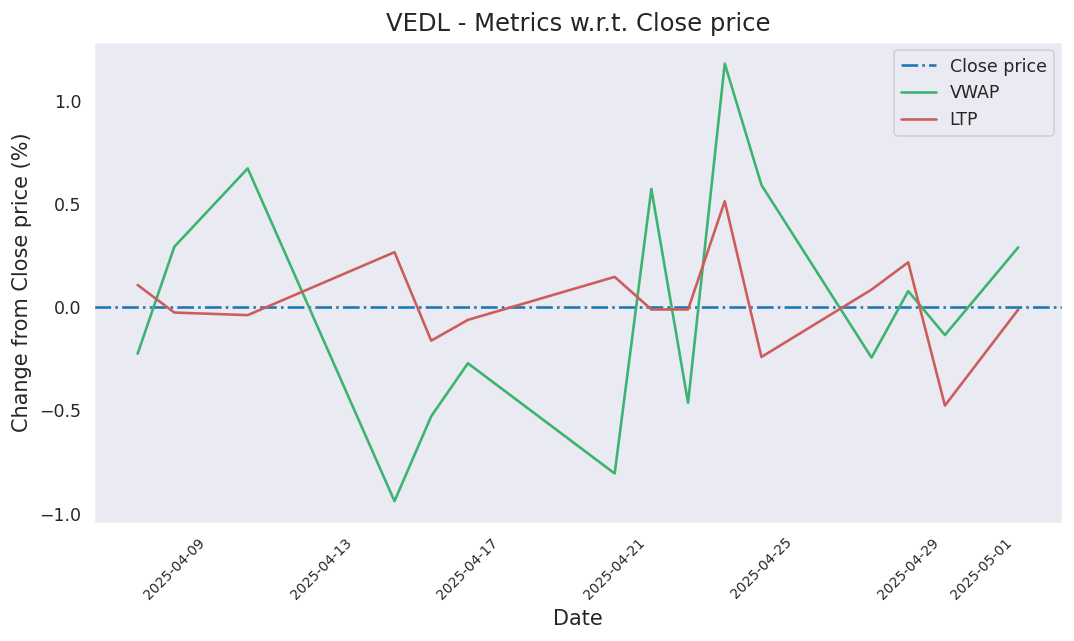 VEDL - Metrics w.r.t. Close price
Close price
VWAP
LTP
Change from Close price (%)
1.0
0.5
0.0
−0.5
−1.0
2025-04-09
2025-04-13
2025-04-17
2025-04-21
2025-04-25
2025-04-29
2025-05-01
Date